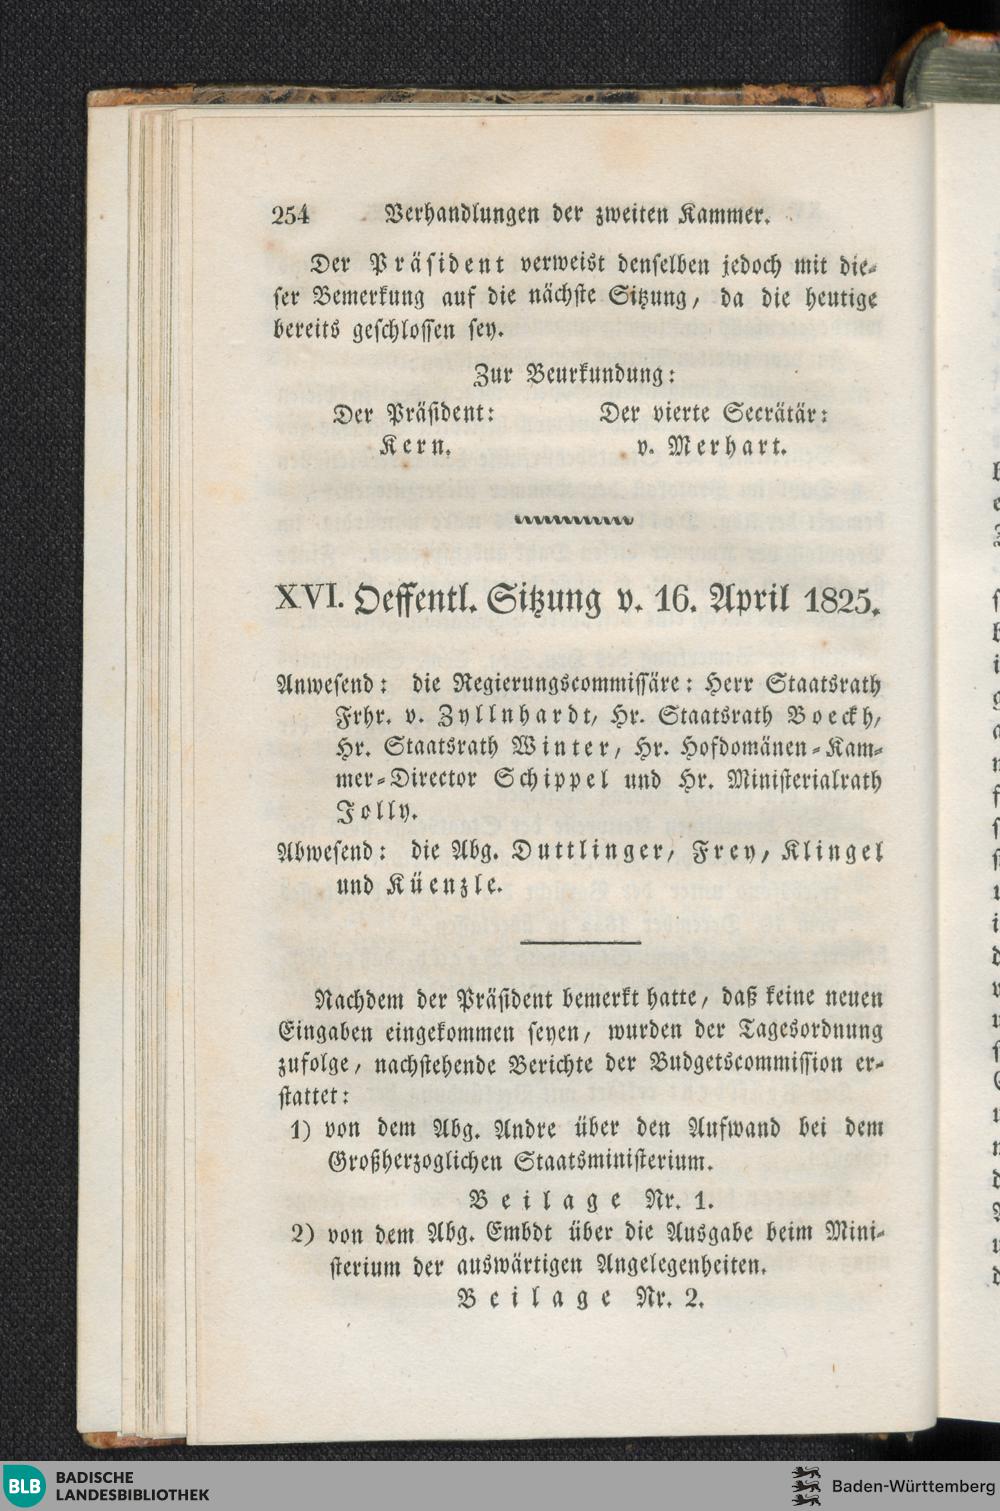 254 Verhandlungen der zweiten Kammer.
Der Präsident verweist denselben jedoch mit die-
ser Bemerkung auf die nächste Sitzung, da die heutige
bereits geschlossen sey.
Zur Beurkundung:
Der Präsident: Der vierte Secrätär:
Kern. v. Merhart.
XVI. Oeffentl. Sitzung v. 16. April 1825.
Anwesend: die Regierungscommissäre: Herr Staatsrath
Frhr. v. Zyllnhardt, Hr. Staatsrath Boeckh,
Hr. Staatsrath Winter, Hr. Hofdomänen-Kam-
mer-Director Schippel und Hr. Ministerialrath
Jolly.
Abwesend: die Abg. Duttlinger, Frey, Klingel
und Küenzle.
Nachdem der Präsident bemerkt hatte, daß keine neuen
Eingaben eingekommen seyen, wurden der Tagesordnung
zufolge, nachstehende Berichte der Budgetscommission er-
stattet:
1) von dem Abg. Andre über den Aufwand bei dem
Großherzoglichen Staatsministerium.
Beilage Nr. 1.
2) von dem Abg. Embdt über die Ausgabe beim Mini-
sterium der auswärtigen Angelegenheiten.
Beilage Nr. 2.
BLB BADISCHE
LANDESBIBLIOTHEK
Baden-Württemberg